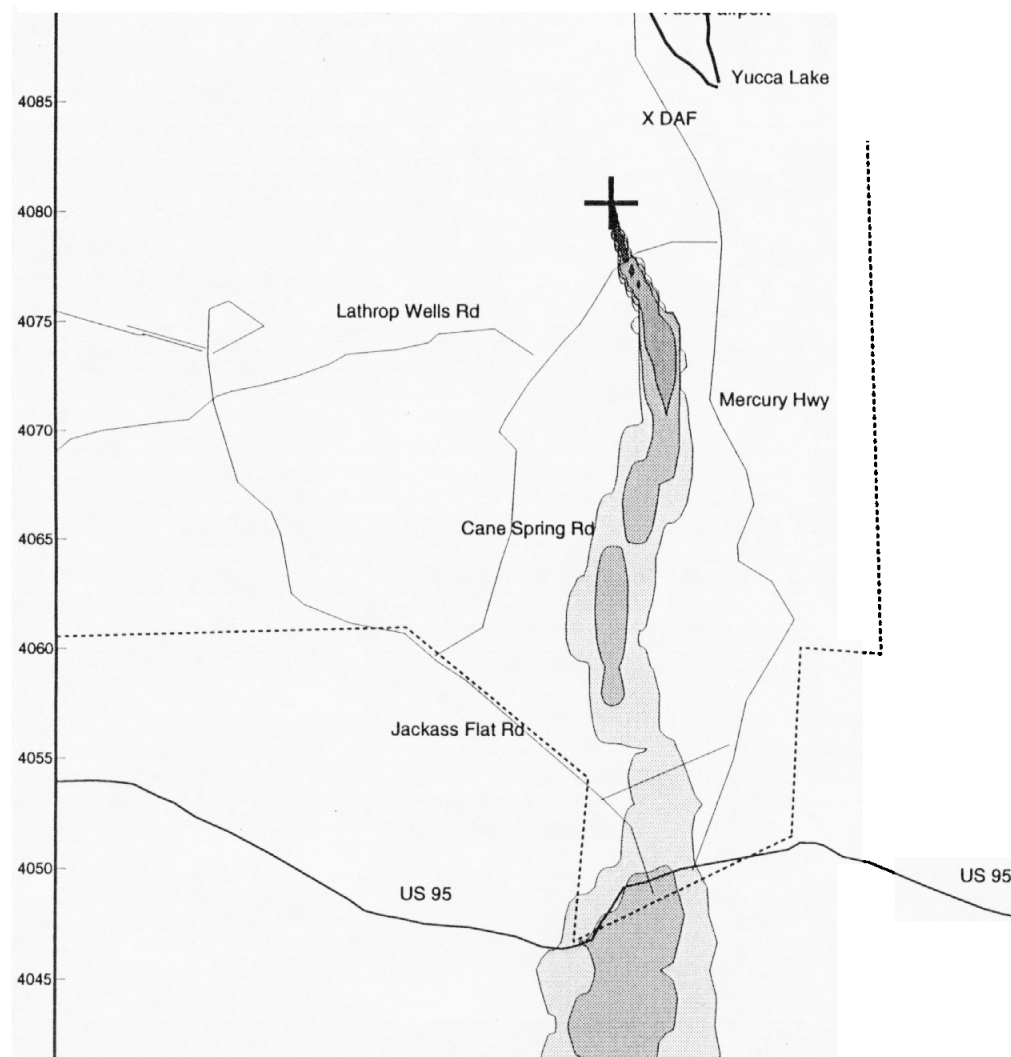 Yucca Lake
4085
X DAF
4080
4075
Lathrop Wells Rd
Mercury Hwy
4070
Cane Spring Rd
4065
4060
Jackass Flat Rd
4055
4050
US 95
US 95
4045